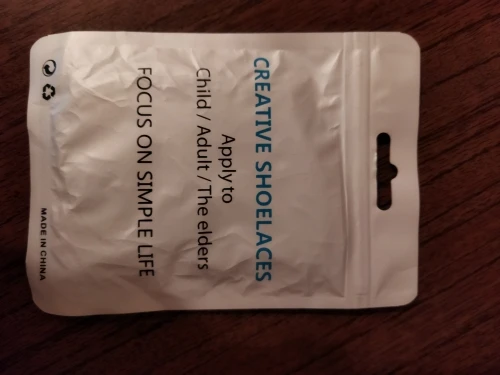 CREATIVE SHOELACES
Apply to
Child / Adult / The elders
FOCUS ON SIMPLE LIFE
MADE IN CHINA